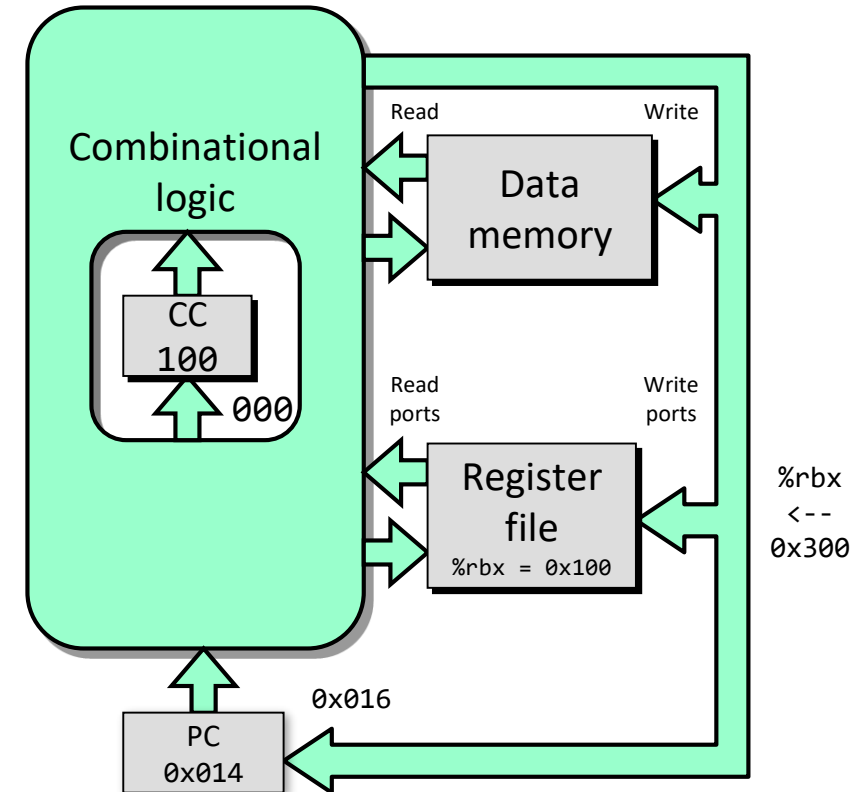 Combinational
logic
CC
100
000
Read
Write
Data
memory
Read
ports
Write
ports
Register
file
%rbx = 0x100
%rbx
<--
0x300
0x016
PC
0x014